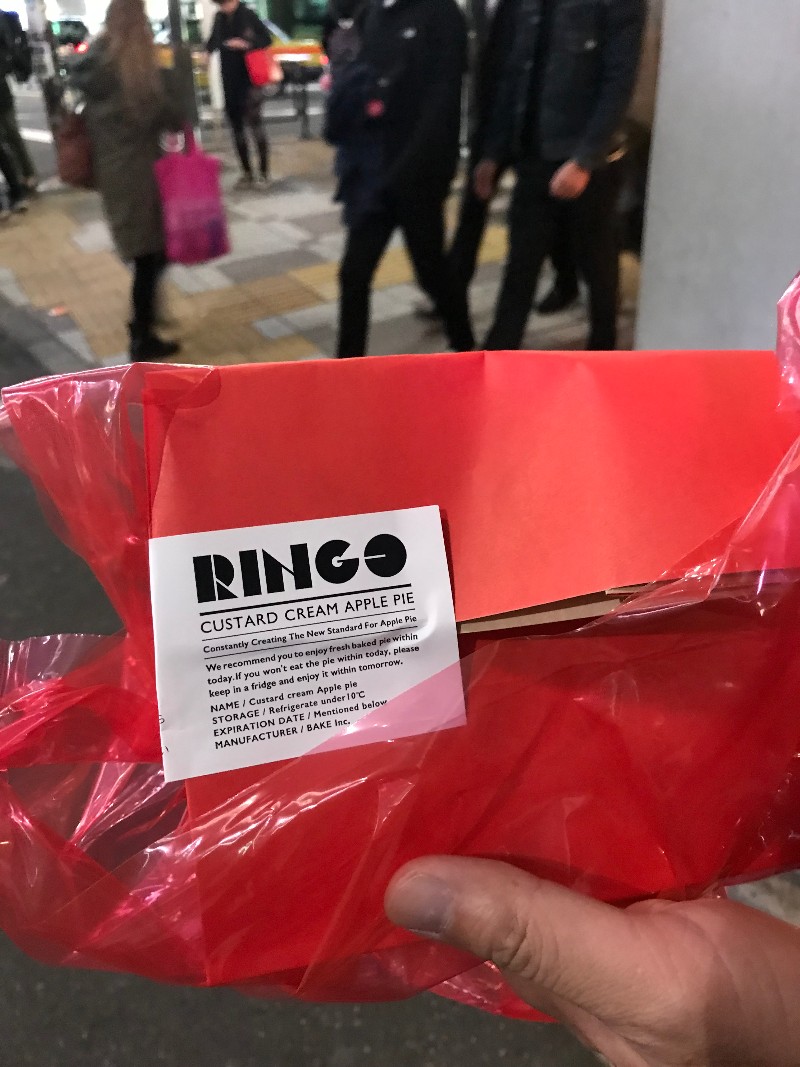 RINGO
CUSTARD CREAM APPLE PIE
Constantly Creating The New Standard For Apple Pie
We recommend you to enjoy fresh baked pie within
today.If you won't eat the pie within today, please
keep in a fridge and enjoy it within tomorrow.
NAME / Custard cream Apple pie
STORAGE / Refrigerate under10℃
EXPIRATION DATE / Mentioned below
MANUFACTURER / BAKE Inc.